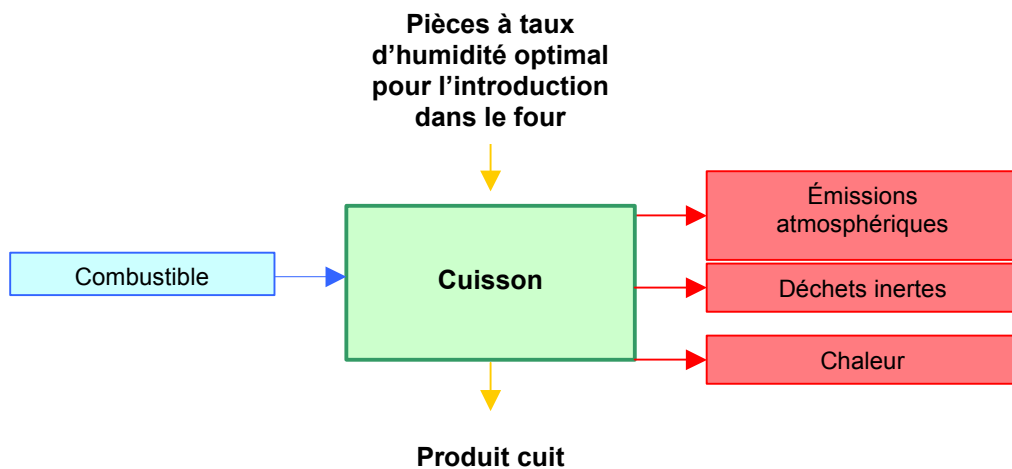 Pièces à taux
d’humidité optimal
pour l’introduction
dans le four
Émissions
atmosphériques
Combustible
Cuisson
Déchets inertes
Chaleur
Produit cuit